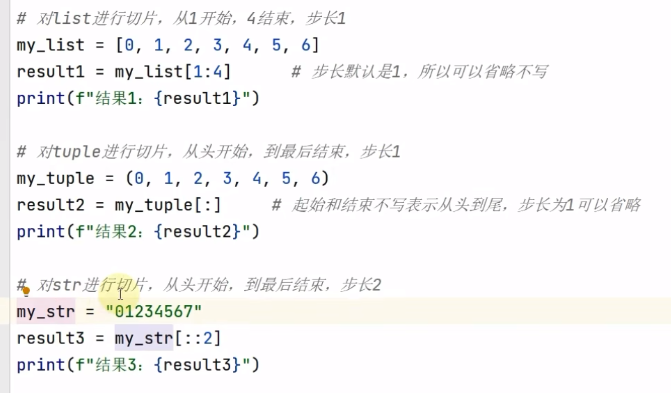 # 对list进行切片，从1开始，4结束，步长1
my_list = [0, 1, 2, 3, 4, 5, 6]
result1 = my_list[1:4]      # 步长默认是1，所以可以省略不写
print(f"结果1：{result1}")
# 对tuple进行切片，从头开始，到最后结束，步长1
my_tuple = (0, 1, 2, 3, 4, 5, 6)
result2 = my_tuple[:]     # 起始和结束不写表示从头到尾，步长为1可以省略
print(f"结果2：{result2}")
# 对str进行切片，从头开始，到最后结束，步长2
my_str = "01234567"
result3 = my_str[::2]
print(f"结果3：{result3}")